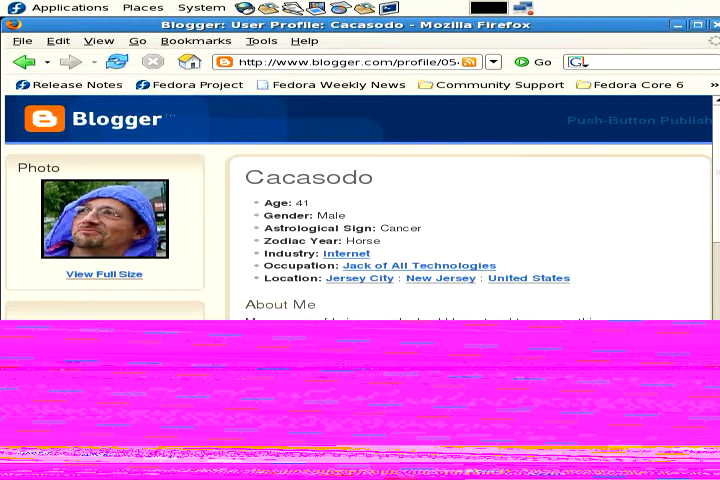 Applications Places System
Blogger: User Profile: Cacasodo - Mozilla Firefox
File Edit View Go Bookmarks Tools Help
http://www.blogger.com/profile/05 Go G
Release Notes Fedora Project Fedora Weekly News Community Support Fedora Core 6 »
Blogger™ Push-Button Publish
Photo
View Full Size
Cacasodo
Age: 41
Gender: Male
Astrological Sign: Cancer
Zodiac Year: Horse
Industry: Internet
Occupation: Jack of All Technologies
Location: Jersey City : New Jersey : United States
About Me